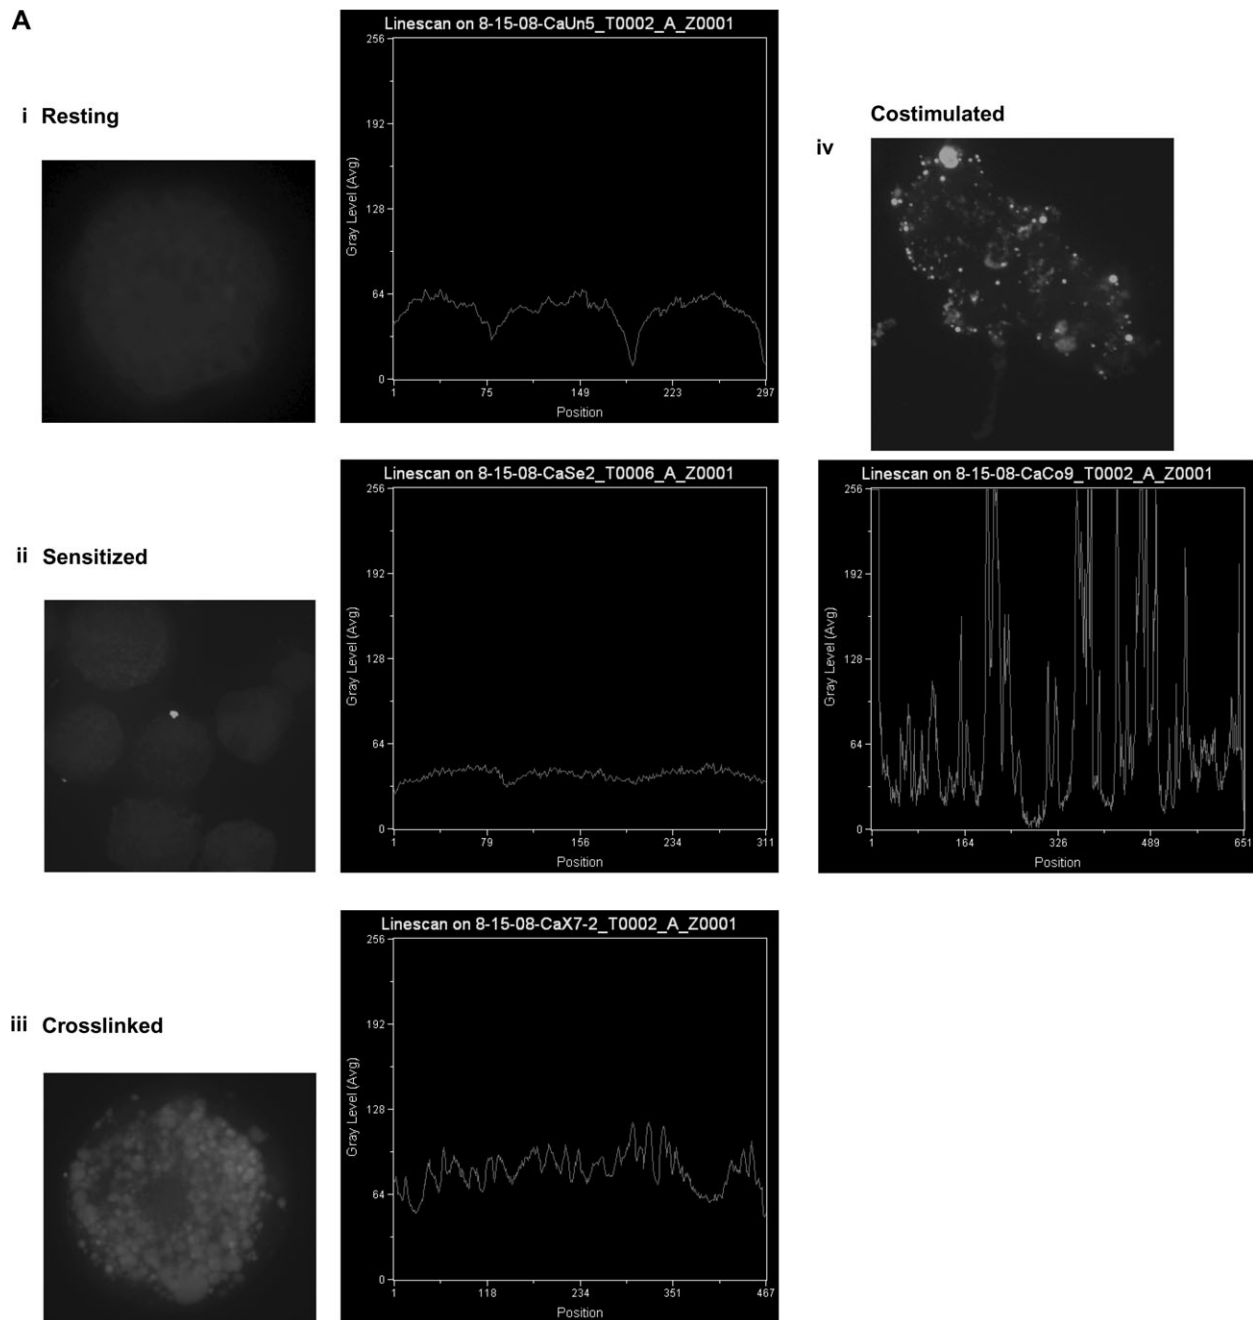 A
Linescan on 8-15-08-CaUn5_T0002_A_Z0001
256
192
128
64
0
Gray Level (Avg)
1 75 149 223 297
Position
i Resting
Costimulated
iv
Linescan on 8-15-08-CaSe2_T0006_A_Z0001
256
192
128
64
0
Gray Level (Avg)
1 79 156 234 311
Position
Linescan on 8-15-08-CaCo9_T0002_A_Z0001
256
192
128
64
0
Gray Level (Avg)
1 164 326 489 651
Position
ii Sensitized
Linescan on 8-15-08-CaX7-2_T0002_A_Z0001
256
192
128
64
0
Gray Level (Avg)
1 118 234 351 467
Position
iii Crosslinked